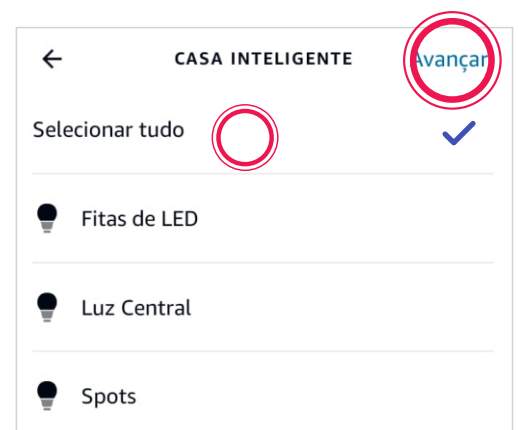 CASA INTELIGENTE Avançar
Selecionar tudo
Fitas de LED
Luz Central
Spots